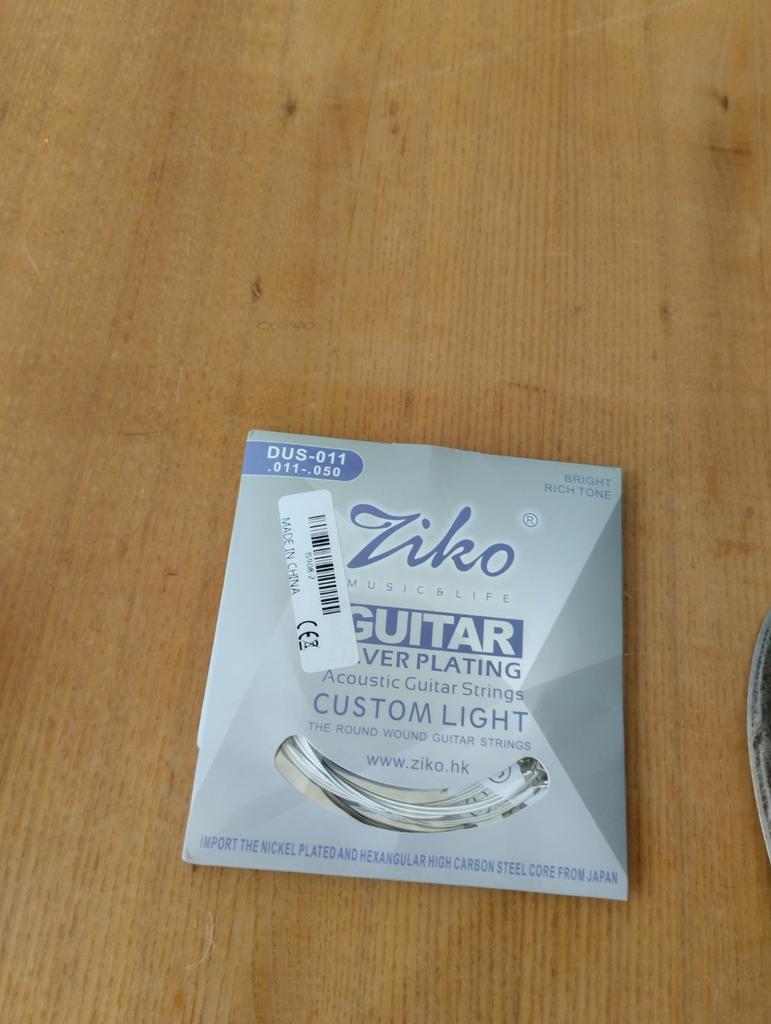 DUS-011
.011-.050
BRIGHT
RICH TONE
Ziko ®
MUSIC & LIFE
MADE IN CHINA
CE
GUITAR
VER PLATING
Acoustic Guitar Strings
CUSTOM LIGHT
THE ROUND WOUND GUITAR STRINGS
www.ziko.hk
IMPORT THE NICKEL PLATED AND HEXANGULAR HIGH CARBON STEEL CORE FROM JAPAN